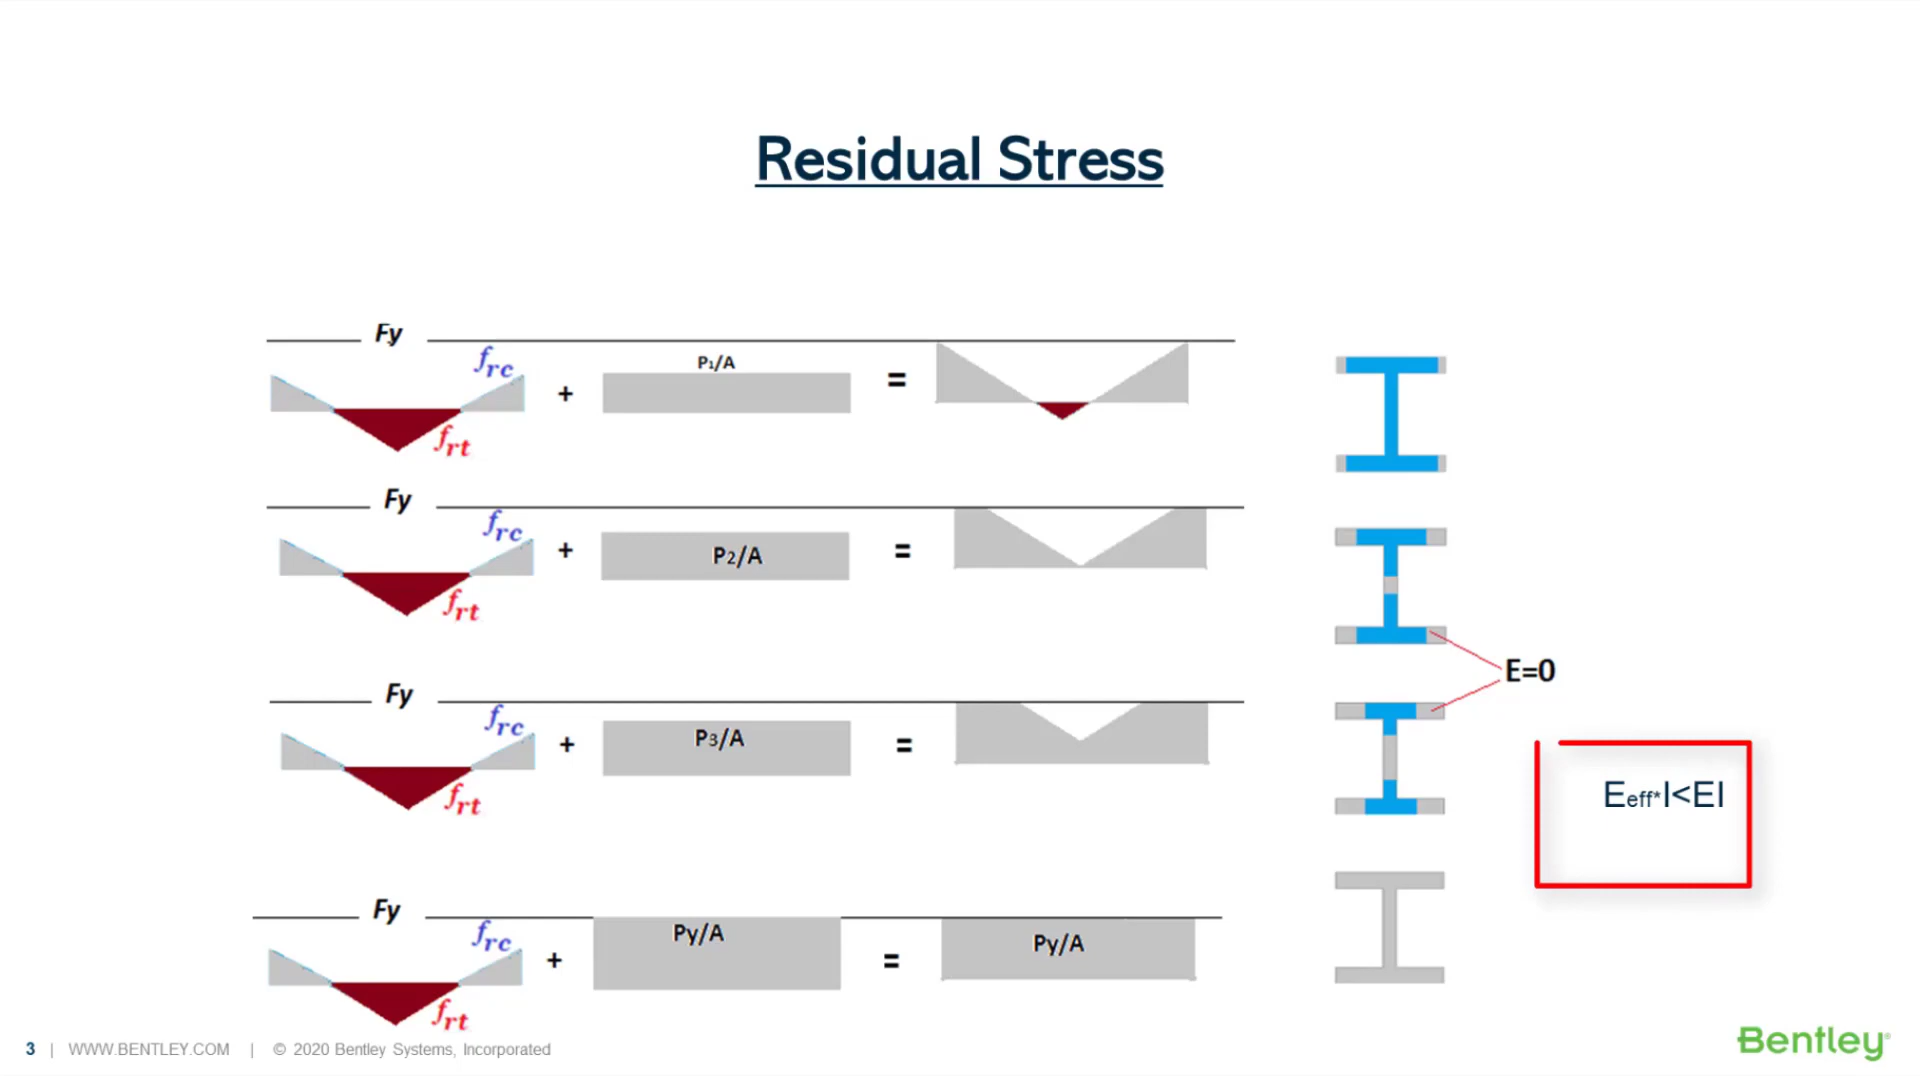 Residual Stress
Fy
frc
P1/A
+
=
frt
Fy
frc
+
P2/A
=
frt
E=0
Fy
frc
+
P3/A
=
frt
Eeff*I<EI
Fy
frc
+
Py/A
=
Py/A
frt
3 | WWW.BENTLEY.COM | © 2020 Bentley Systems, Incorporated
Bentley®